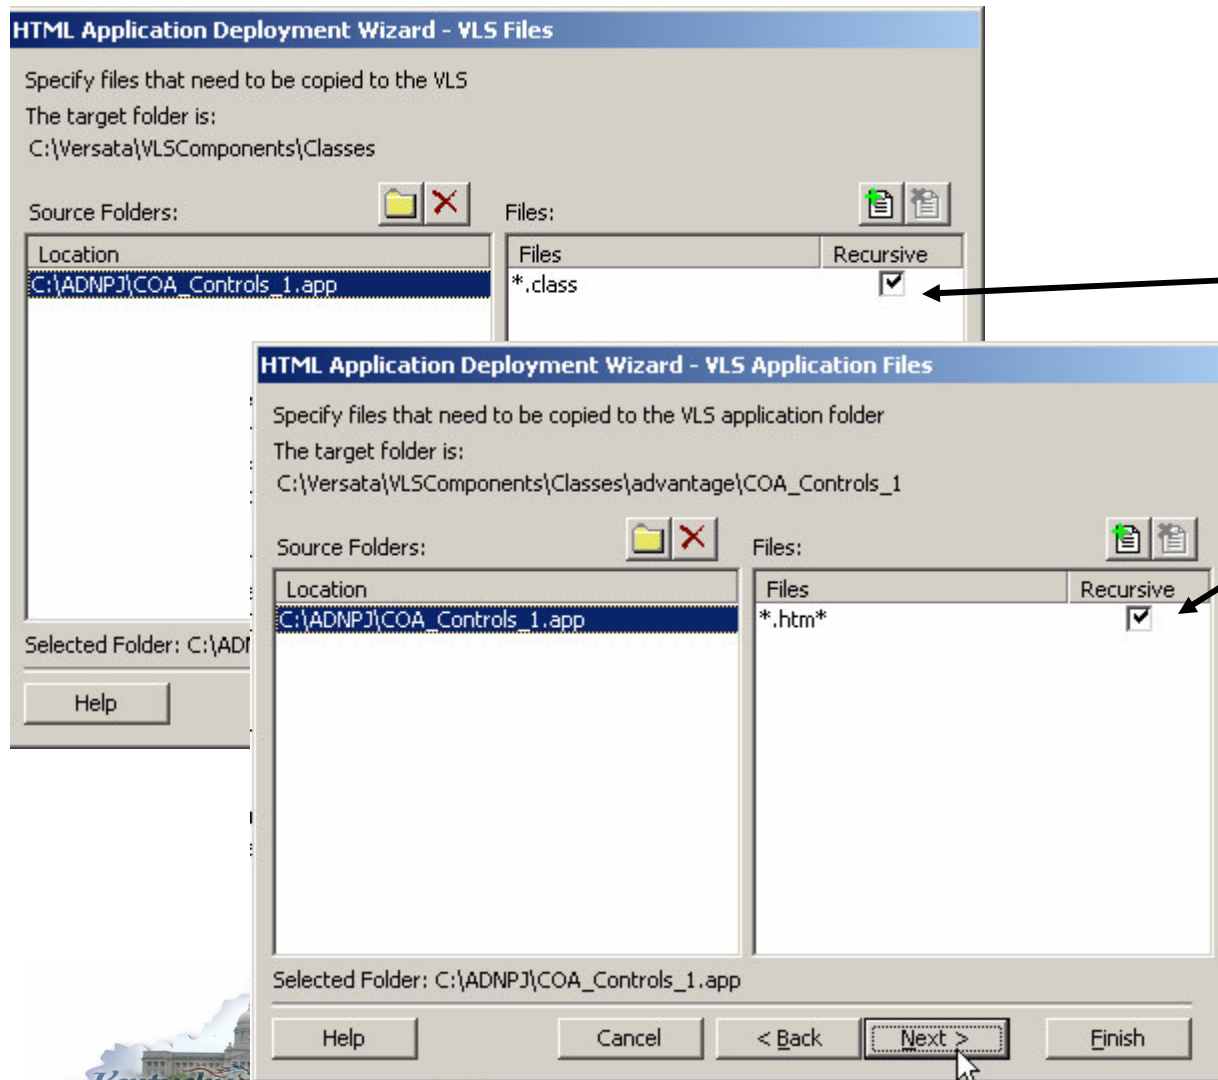 HTML Application Deployment Wizard - VLS Files
Specify files that need to be copied to the VLS
The target folder is:
C:\Versata\VLSComponents\Classes
Source Folders:
Files:
Location
Files
Recursive
C:\ADNPJ\COA_Controls_1.app
*.class
Selected Folder: C:\ADN
Help
HTML Application Deployment Wizard - VLS Application Files
Specify files that need to be copied to the VLS application folder
The target folder is:
C:\Versata\VLSComponents\Classes\advantage\COA_Controls_1
Source Folders:
Files:
Location
Files
Recursive
C:\ADNPJ\COA_Controls_1.app
*.htm*
Selected Folder: C:\ADNPJ\COA_Controls_1.app
Help
Cancel
< Back
Next >
Finish